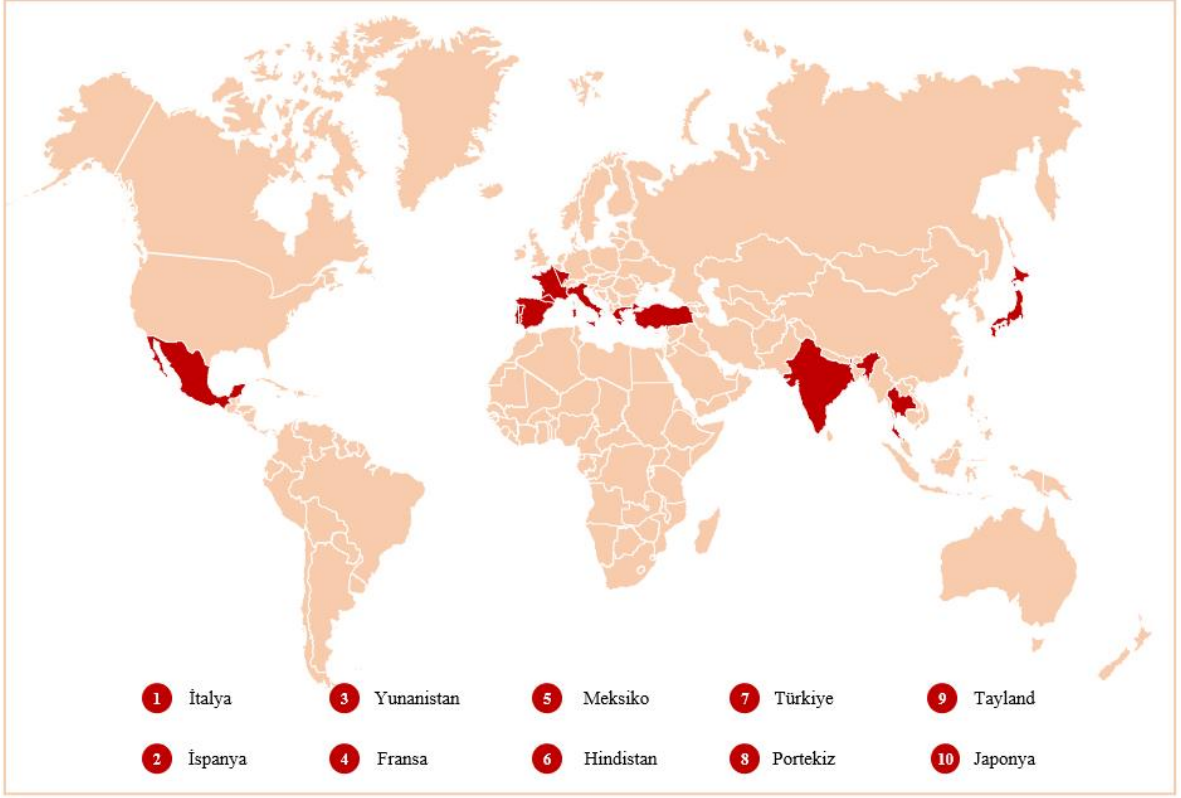 1 İtalya
3 Yunanistan
5 Meksiko
7 Türkiye
9 Tayland
2 İspanya
4 Fransa
6 Hindistan
8 Portekiz
10 Japonya